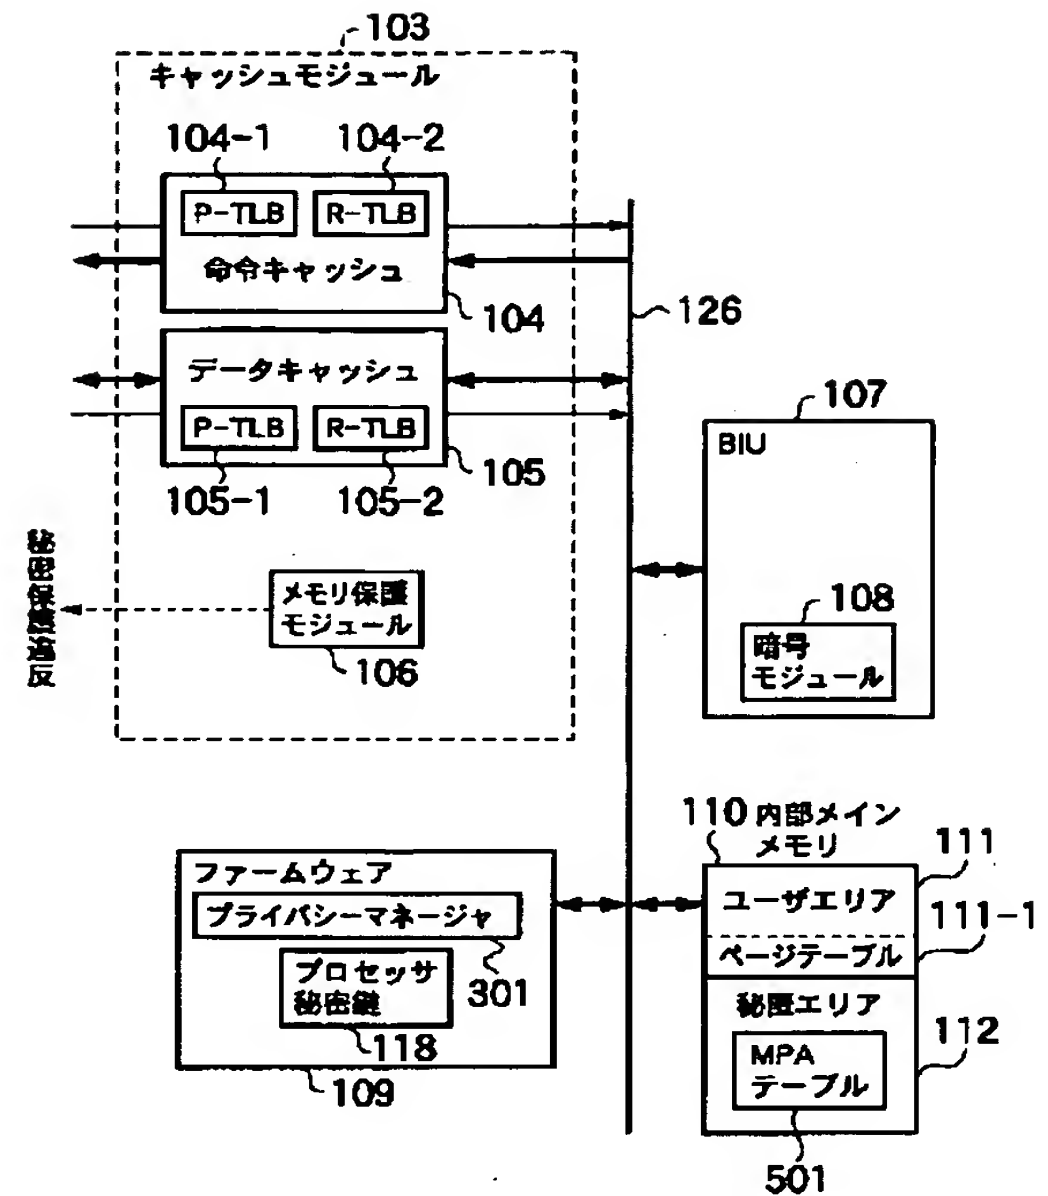 103
キャッシュモジュール
104-1
104-2
P-TLB
R-TLB
命令キャッシュ
104
126
データキャッシュ
P-TLB
R-TLB
105
105-1
105-2
107
BIU
秘密保護違反
メモリ保護
モジュール
106
108
暗号
モジュール
110
内部メイン
メモリ
111
ファームウェア
プライバシーマネージャ
ユーザエリア
111-1
ページテーブル
プロセッサ
秘密鍵
301
118
秘匿エリア
112
MPA
テーブル
109
501